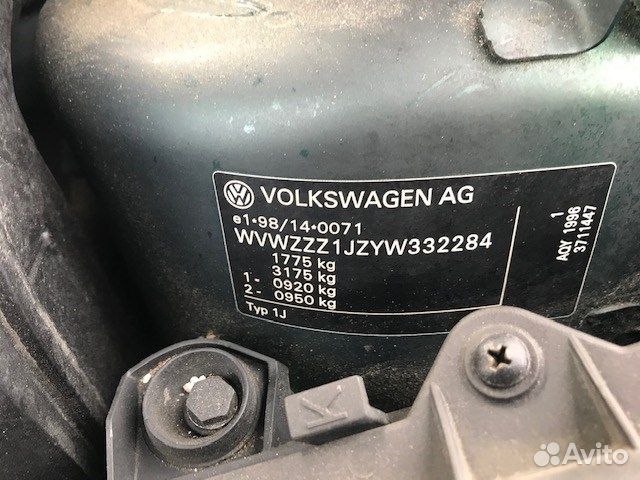 VOLKSWAGEN AG
e1*98/14*0071
WVWZZZ1JZYW332284
1775 kg
3175 kg
1- 0920 kg
2- 0950 kg
Typ 1J
1
AQY 1998
3711447
K
Avito